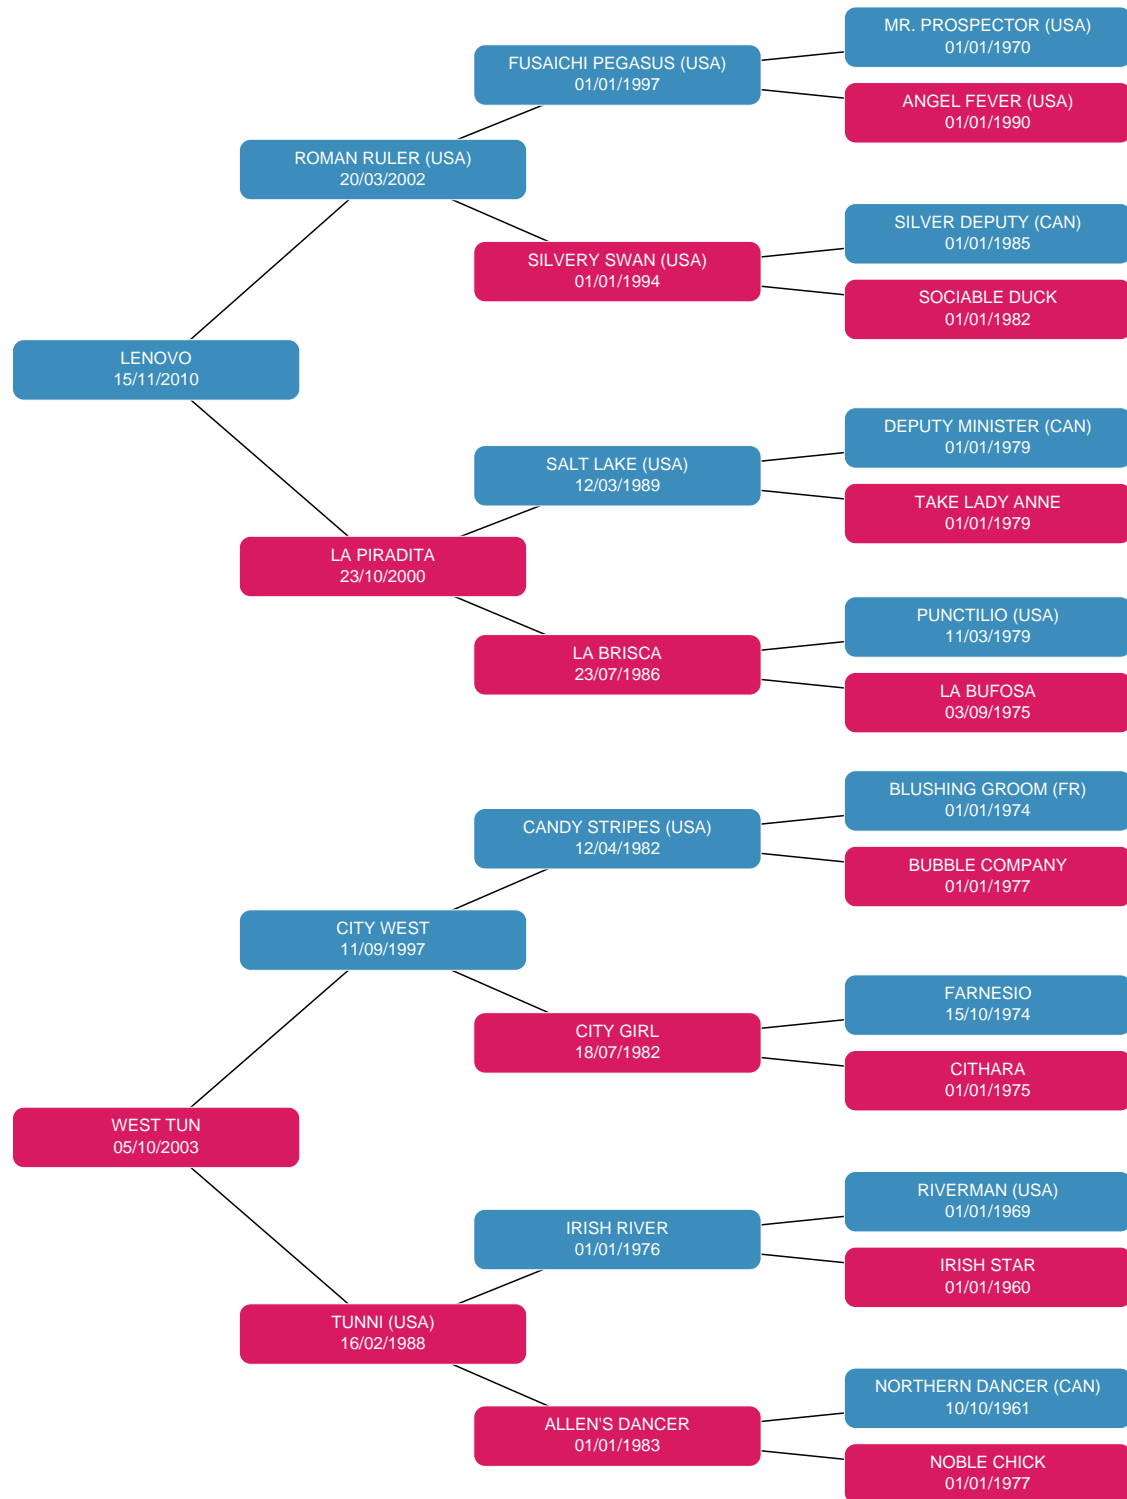 MR. PROSPECTOR (USA)
01/01/1970
FUSAICHI PEGASUS (USA)
01/01/1997
ANGEL FEVER (USA)
01/01/1990
ROMAN RULER (USA)
20/03/2002
SILVER DEPUTY (CAN)
01/01/1985
SILVERY SWAN (USA)
01/01/1994
SOCIABLE DUCK
01/01/1982
LENOVO
15/11/2010
DEPUTY MINISTER (CAN)
01/01/1979
SALT LAKE (USA)
12/03/1989
TAKE LADY ANNE
01/01/1979
LA PIRADITA
23/10/2000
PUNCTILIO (USA)
11/03/1979
LA BRISCA
23/07/1986
LA BUFOSA
03/09/1975
BLUSHING GROOM (FR)
01/01/1974
CANDY STRIPES (USA)
12/04/1982
BUBBLE COMPANY
01/01/1977
CITY WEST
11/09/1997
FARNESIO
15/10/1974
CITY GIRL
18/07/1982
CITHARA
01/01/1975
WEST TUN
05/10/2003
RIVERMAN (USA)
01/01/1969
IRISH RIVER
01/01/1976
IRISH STAR
01/01/1960
TUNNI (USA)
16/02/1988
NORTHERN DANCER (CAN)
10/10/1961
ALLEN'S DANCER
01/01/1983
NOBLE CHICK
01/01/1977